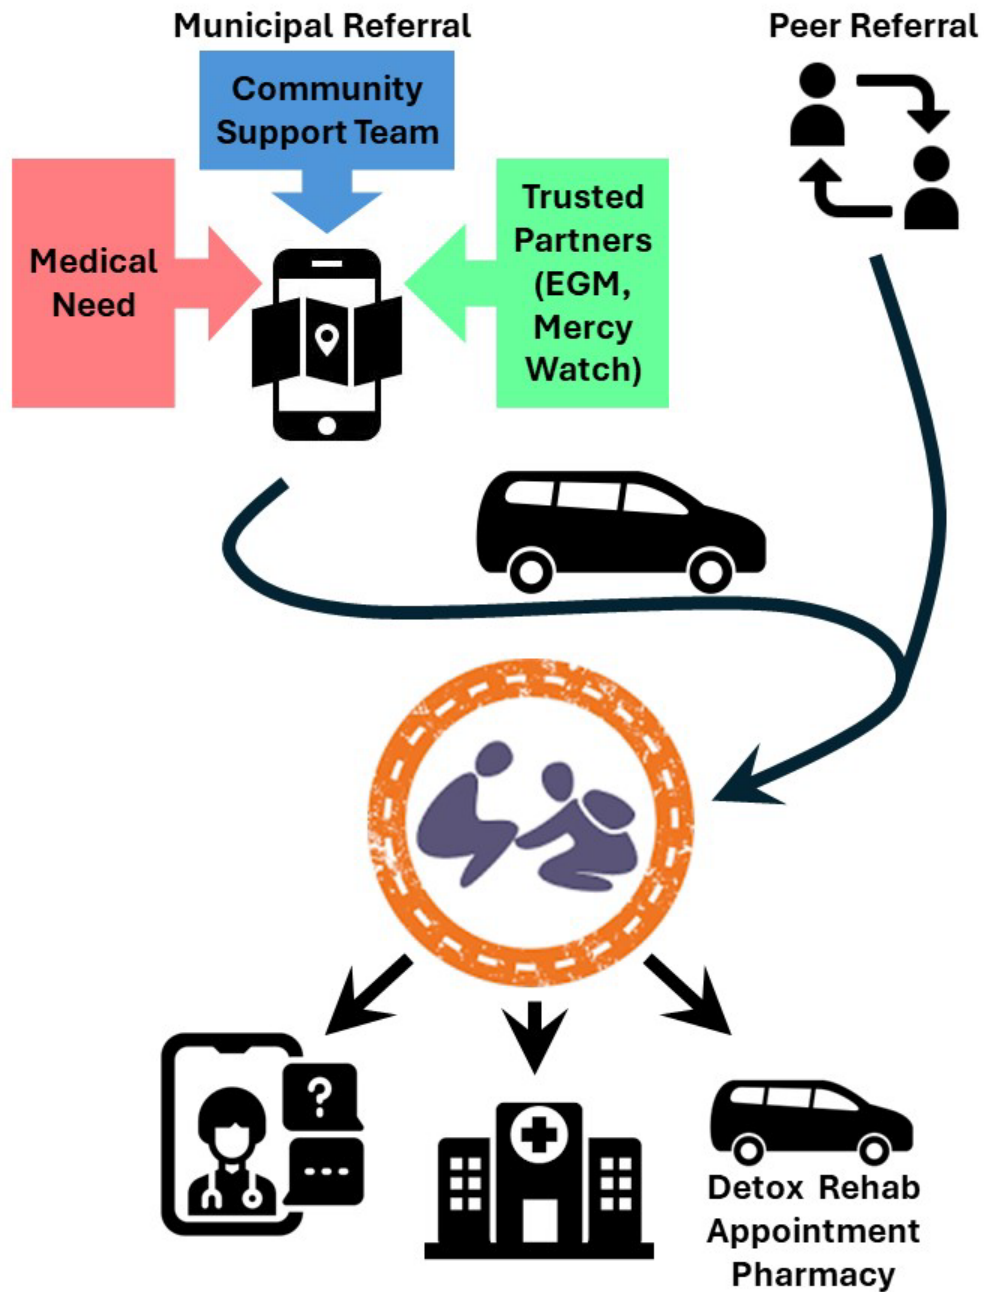 Municipal Referral
Peer Referral
Community
Support Team
Medical
Need
Trusted
Partners
(EGM,
Mercy
Watch)
?
Detox Rehab
Appointment
Pharmacy